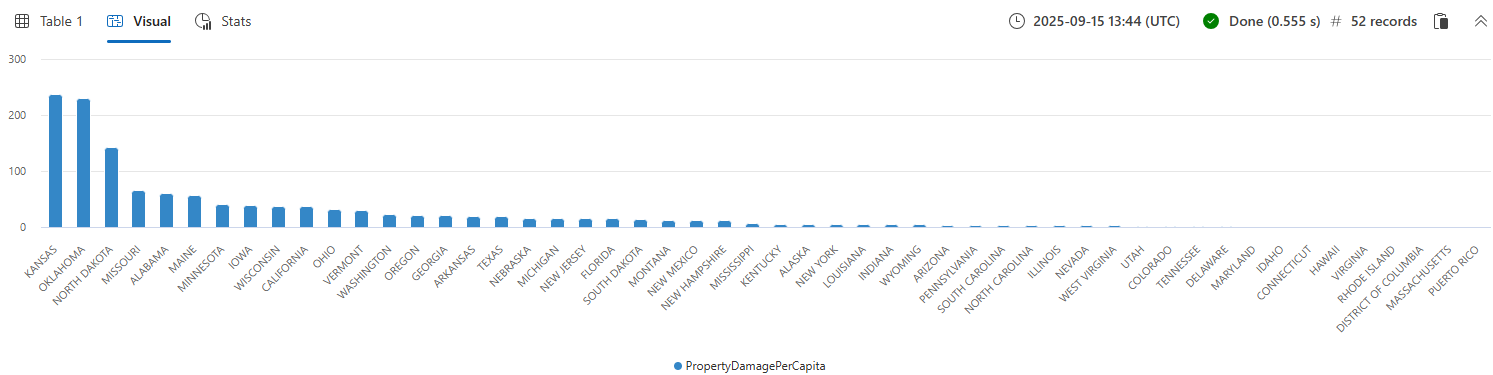 Table 1 Visual Stats 2025-09-15 13:44 (UTC) Done (0.555 s) # 52 records
300
200
100
0
KANSAS
OKLAHOMA
NORTH DAKOTA
MISSOURI
ALABAMA
MAINE
MINNESOTA
IOWA
WISCONSIN
CALIFORNIA
OHIO
VERMONT
WASHINGTON
OREGON
GEORGIA
ARKANSAS
TEXAS
NEBRASKA
MICHIGAN
NEW JERSEY
FLORIDA
SOUTH DAKOTA
MONTANA
NEW MEXICO
NEW HAMPSHIRE
MISSISSIPPI
KENTUCKY
ALASKA
NEW YORK
LOUISIANA
INDIANA
WYOMING
ARIZONA
PENNSYLVANIA
SOUTH CAROLINA
NORTH CAROLINA
ILLINOIS
NEVADA
WEST VIRGINIA
UTAH
COLORADO
TENNESSEE
DELAWARE
MARYLAND
IDAHO
CONNECTICUT
HAWAII
VIRGINIA
RHODE ISLAND
DISTRICT OF COLUMBIA
MASSACHUSETTS
PUERTO RICO
PropertyDamagePerCapita